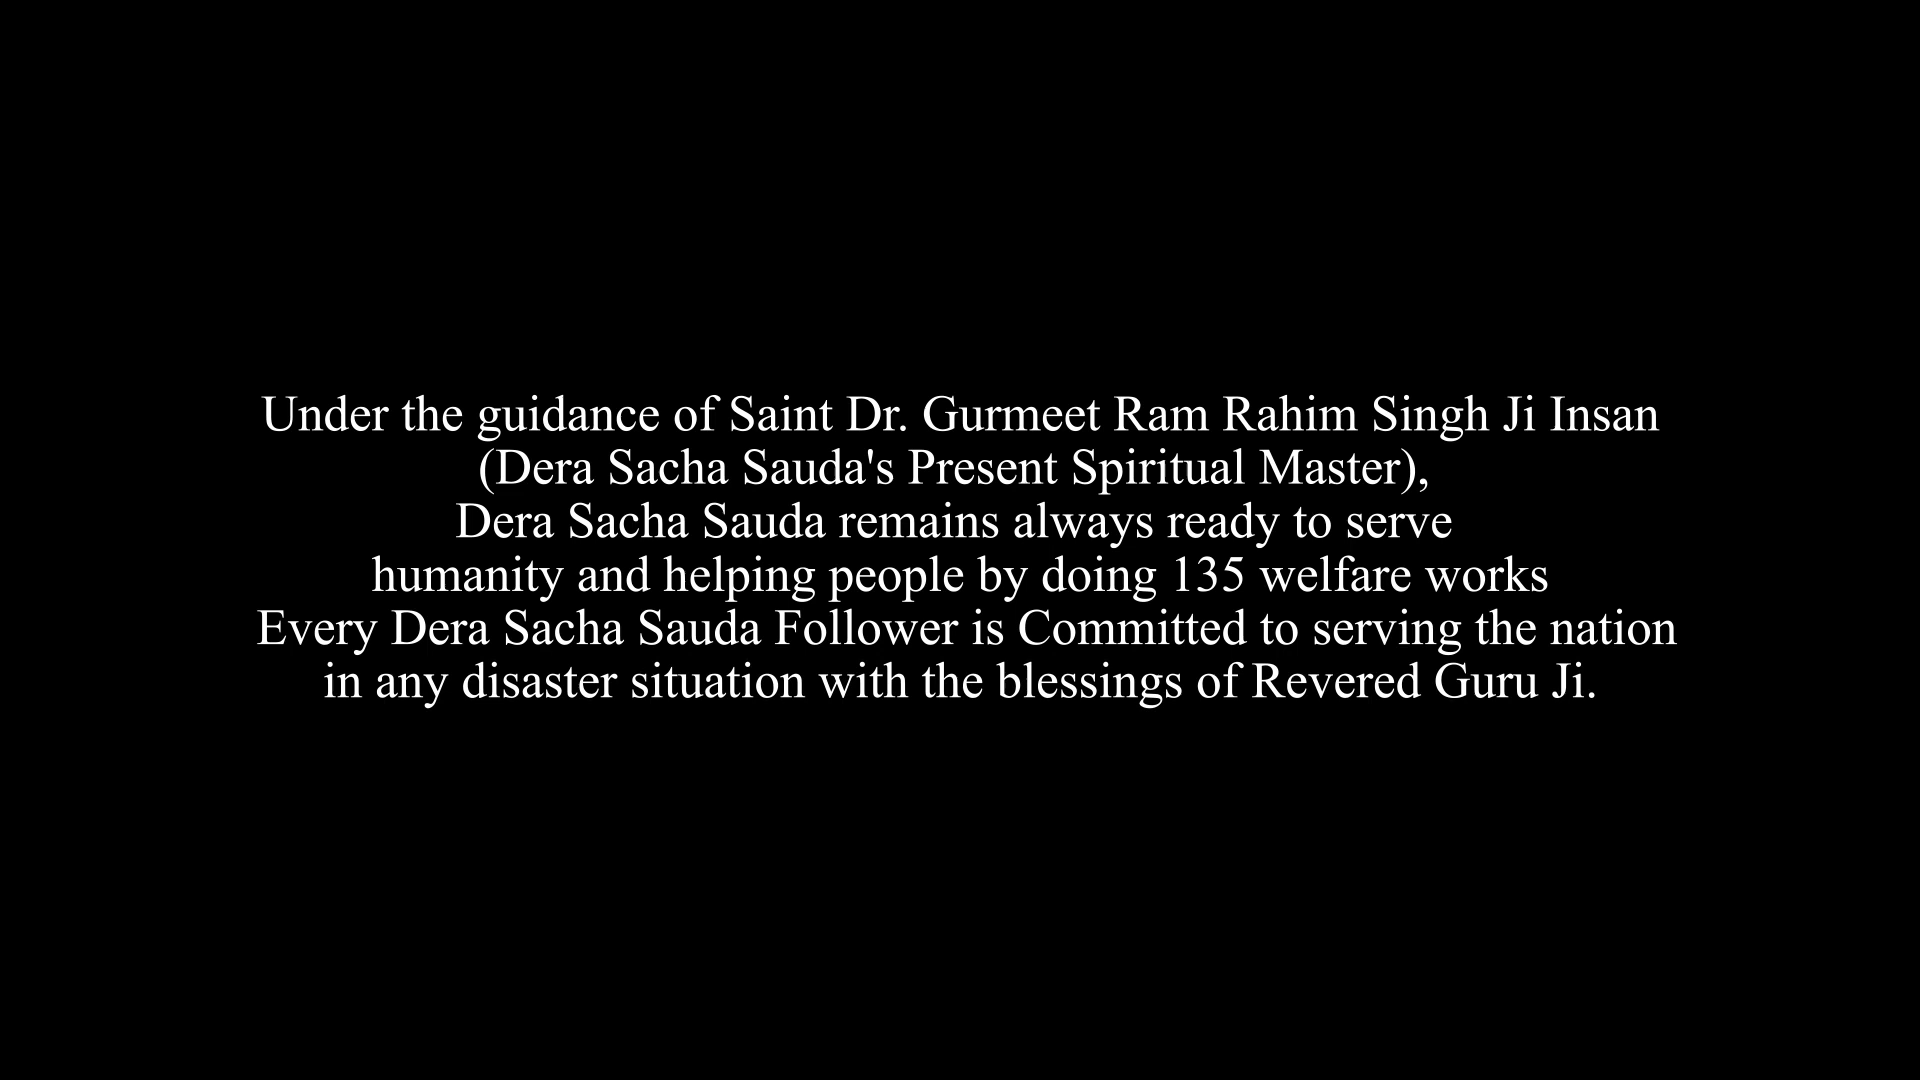 Under the guidance of Saint Dr. Gurmeet Ram Rahim Singh Ji Insan
(Dera Sacha Sauda's Present Spiritual Master),
Dera Sacha Sauda remains always ready to serve
humanity and helping people by doing 135 welfare works
Every Dera Sacha Sauda Follower is Committed to serving the nation
in any disaster situation with the blessings of Revered Guru Ji.